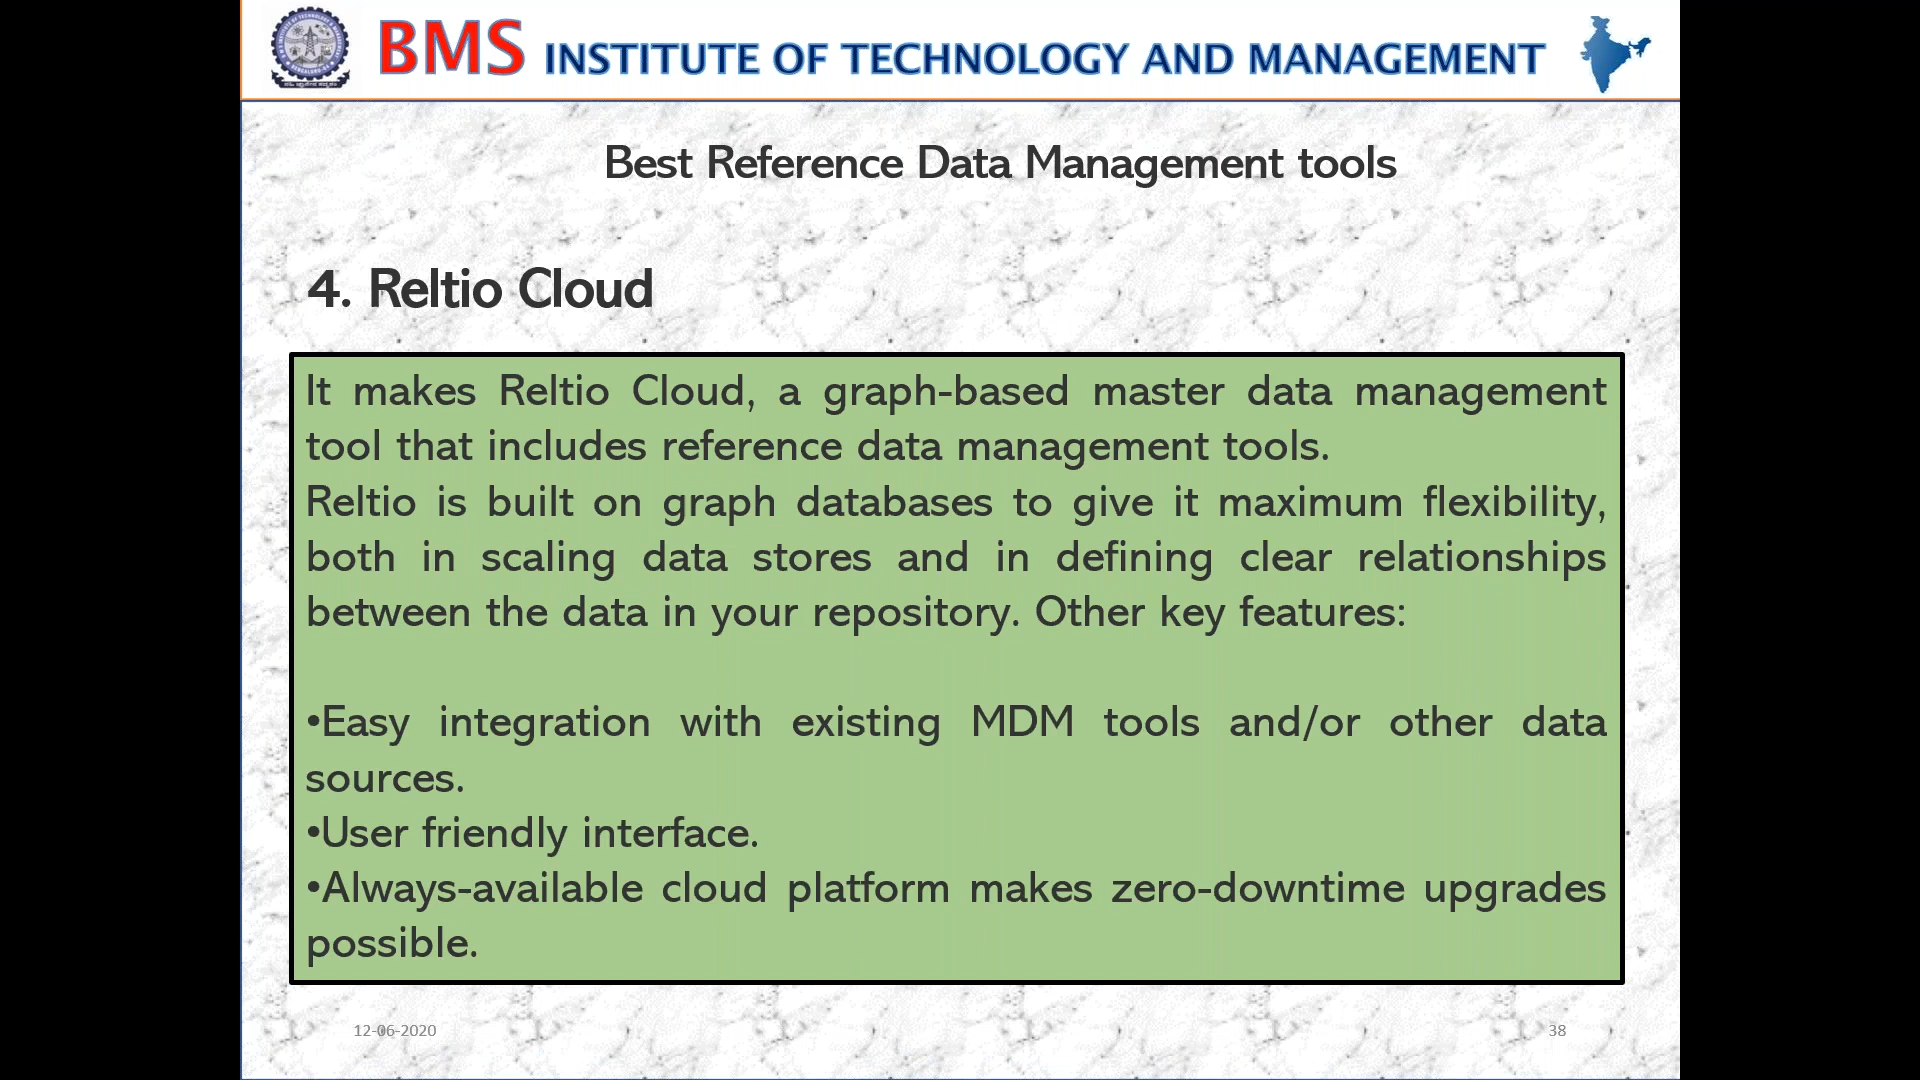 BMS INSTITUTE OF TECHNOLOGY AND MANAGEMENT
Best Reference Data Management tools
4. Reltio Cloud
It makes Reltio Cloud, a graph-based master data management
tool that includes reference data management tools.
Reltio is built on graph databases to give it maximum flexibility,
both in scaling data stores and in defining clear relationships
between the data in your repository. Other key features:
•Easy integration with existing MDM tools and/or other data
sources.
•User friendly interface.
•Always-available cloud platform makes zero-downtime upgrades
possible.
12-06-2020
38